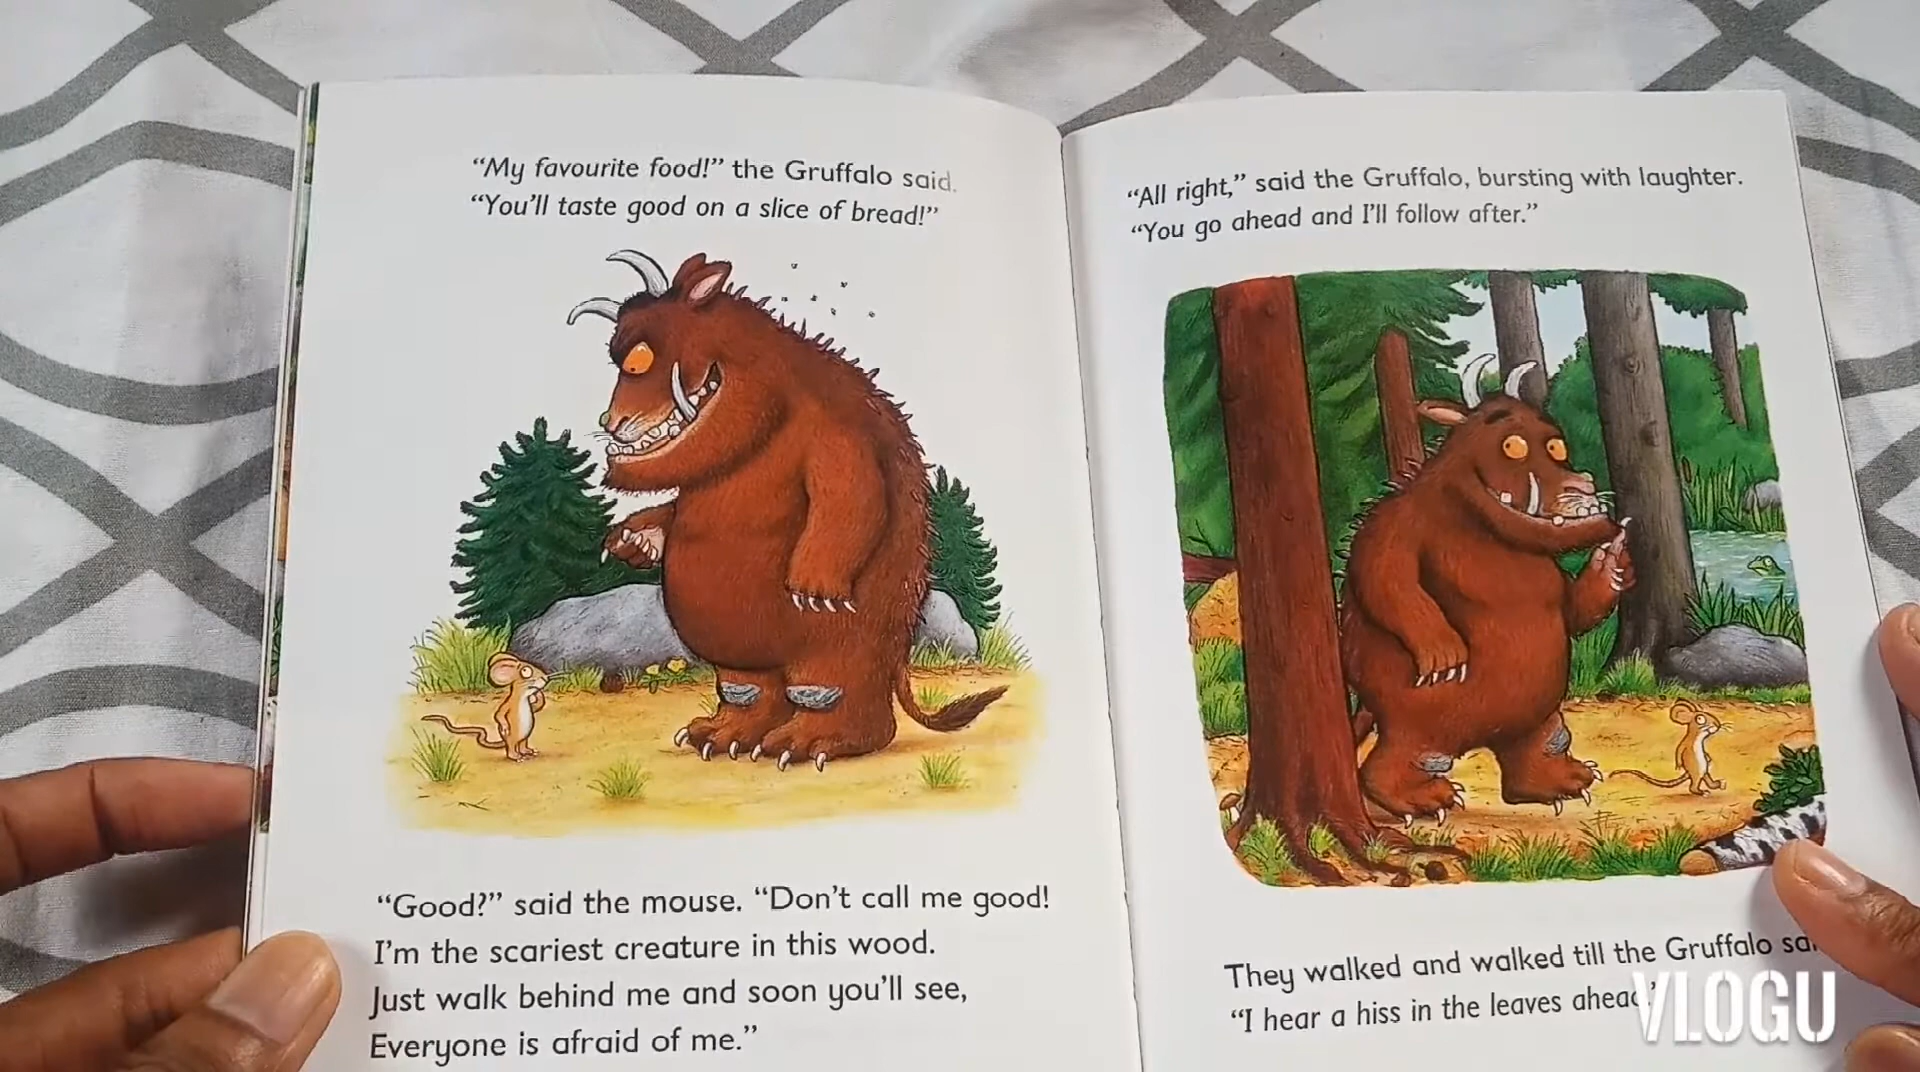 “My favourite food!” the Gruffalo said.
“You’ll taste good on a slice of bread!”
“Good?” said the mouse. “Don’t call me good!
I’m the scariest creature in this wood.
Just walk behind me and soon you’ll see,
Everyone is afraid of me.”
“All right,” said the Gruffalo, bursting with laughter.
“You go ahead and I’ll follow after.”
They walked and walked till the Gruffalo
“I hear a hiss in the leaves ahead.”
VLOGU